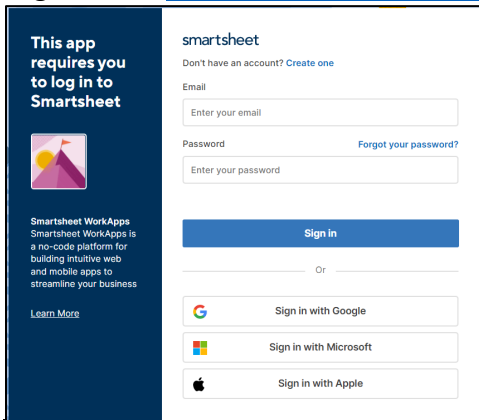 This app
requires you
to log in to
Smartsheet
Smartsheet WorkApps
Smartsheet WorkApps is
a no-code platform for
building intuitive web
and mobile apps to
streamline your business
Learn More
smartsheet
Don't have an account? Create one
Email
Enter your email
Password Forgot your password?
Enter your password
Sign in
Or
Sign in with Google
Sign in with Microsoft
Sign in with Apple